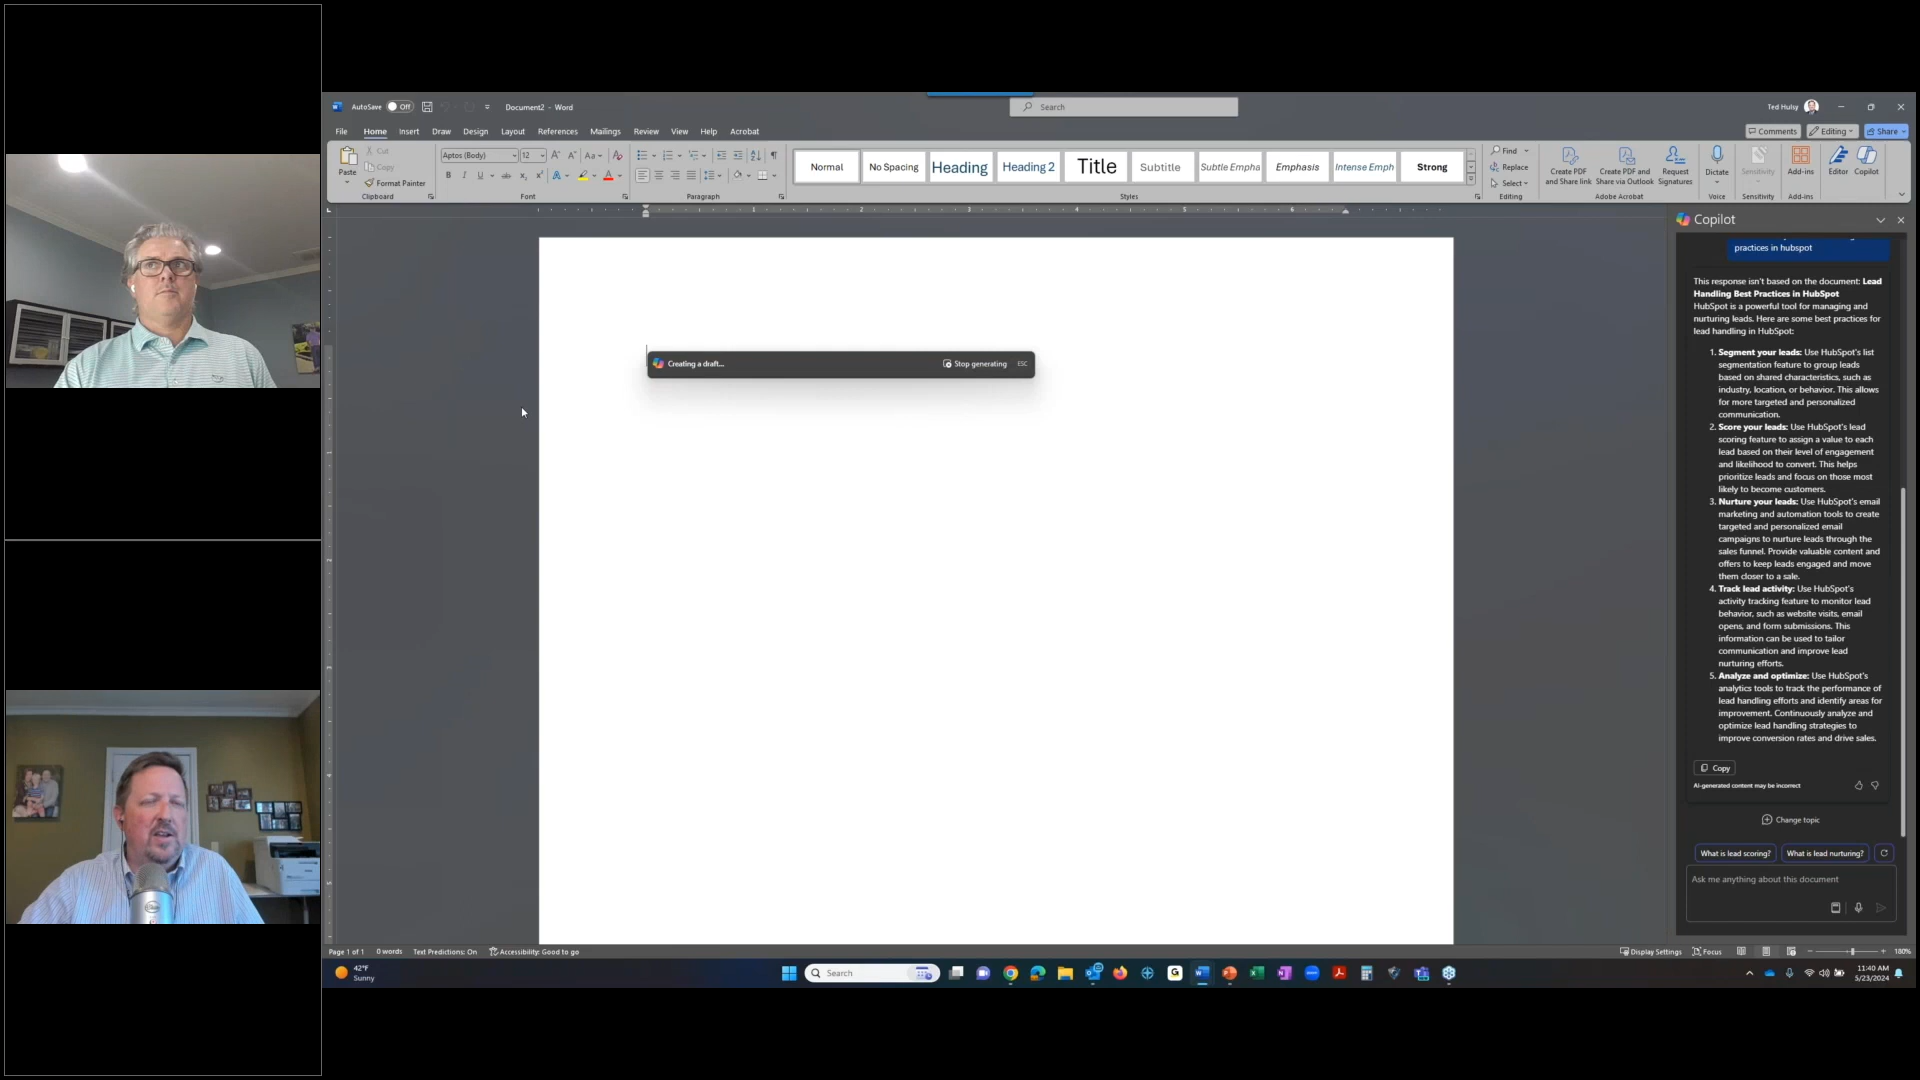 AutoSave Off Document2 - Word Search Ted Hulsy
File Home Insert Draw Design Layout References Mailings Review View Help Acrobat Comments Editing Share
Paste
Cut
Copy
Format Painter
Clipboard
Aptos (Body) 12
Font
Paragraph
Normal No Spacing Heading Heading 2 Title Subtitle Subtle Empha Emphasis Intense Emph Strong
Styles
Find
Replace
Select
Editing
Create PDF
and Share link
Create PDF and
Share via Outlook
Request
Signatures
Adobe Acrobat
Dictate
Voice
Sensitivity
Sensitivity
Add-ins
Add-ins
Editor
Copilot
Creating a draft... Stop generating ESC
Copilot
practices in hubspot
This response isn't based on the document: Lead
Handling Best Practices in HubSpot
HubSpot is a powerful tool for managing and
nurturing leads. Here are some best practices for
lead handling in HubSpot:
1. Segment your leads: Use HubSpot's list
segmentation feature to group leads
based on shared characteristics, such as
industry, location, or behavior. This allows
for more targeted and personalized
communication.
2. Score your leads: Use HubSpot's lead
scoring feature to assign a value to each
lead based on their level of engagement
and likelihood to convert. This helps
prioritize leads and focus on those most
likely to become customers.
3. Nurture your leads: Use HubSpot's email
marketing and automation tools to create
targeted and personalized email
campaigns to nurture leads through the
sales funnel. Provide valuable content and
offers to keep leads engaged and move
them closer to a sale.
4. Track lead activity: Use HubSpot's
activity tracking feature to monitor lead
behavior, such as website visits, email
opens, and form submissions. This
information can be used to tailor
communication and improve lead
nurturing efforts.
5. Analyze and optimize: Use HubSpot's
analytics tools to track the performance of
lead handling efforts and identify areas for
improvement. Continuously analyze and
optimize lead handling strategies to
improve conversion rates and drive sales.
Copy
AI-generated content may be incorrect
Change topic
What is lead scoring? What is lead nurturing?
Ask me anything about this document
Page 1 of 1 0 words Text Predictions: On Accessibility: Good to go Display Settings Focus 180%
42°F
Sunny
Search
11:40 AM
5/23/2024